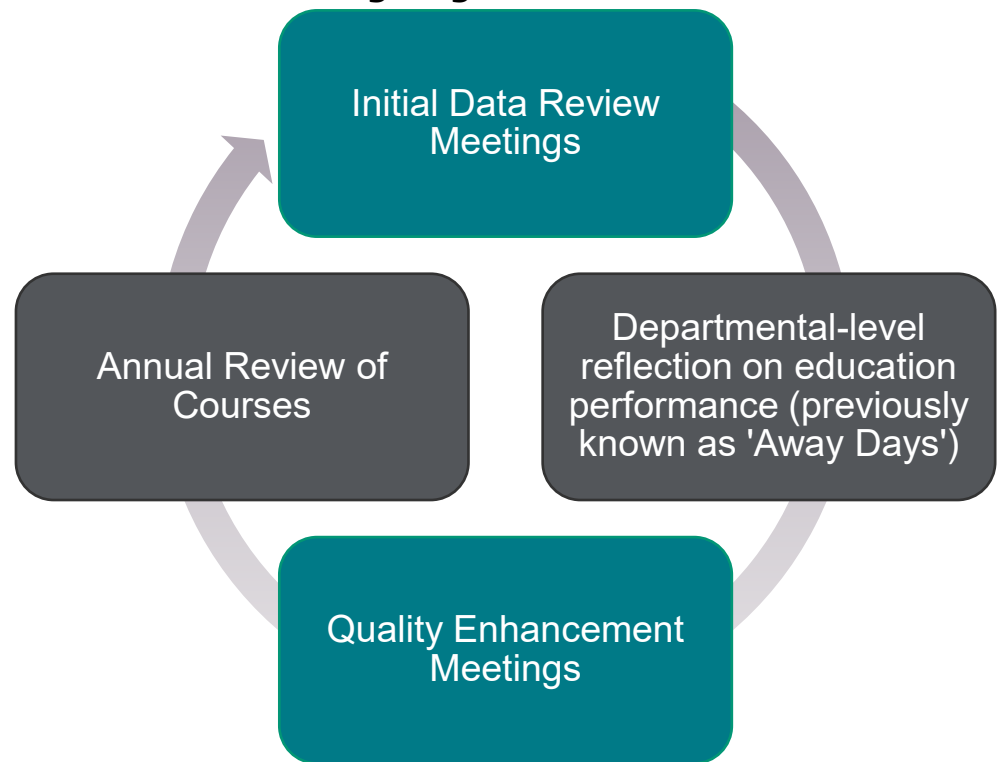 Initial Data Review
Meetings
Departmental-level
reflection on education
performance (previously
known as 'Away Days')
Quality Enhancement
Meetings
Annual Review of
Courses